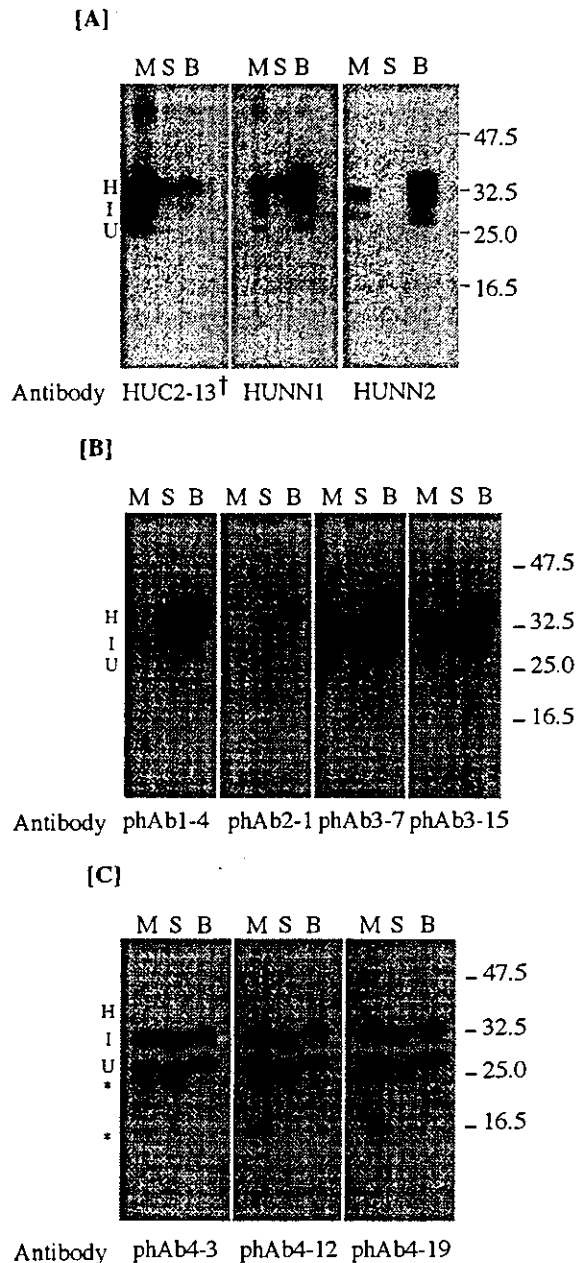 [A]
M S B M S B M S B
47.5
H 32.5
I
U 25.0
16.5
Antibody HUC2-13† HUNN1 HUNN2
[B]
M S B M S B M S B M S B
47.5
H 32.5
I
U 25.0
16.5
Antibody phAb1-4 phAb2-1 phAb3-7 phAb3-15
[C]
M S B M S B M S B
47.5
H
I 32.5
U 25.0
*
* 16.5
Antibody phAb4-3 phAb4-12 phAb4-19